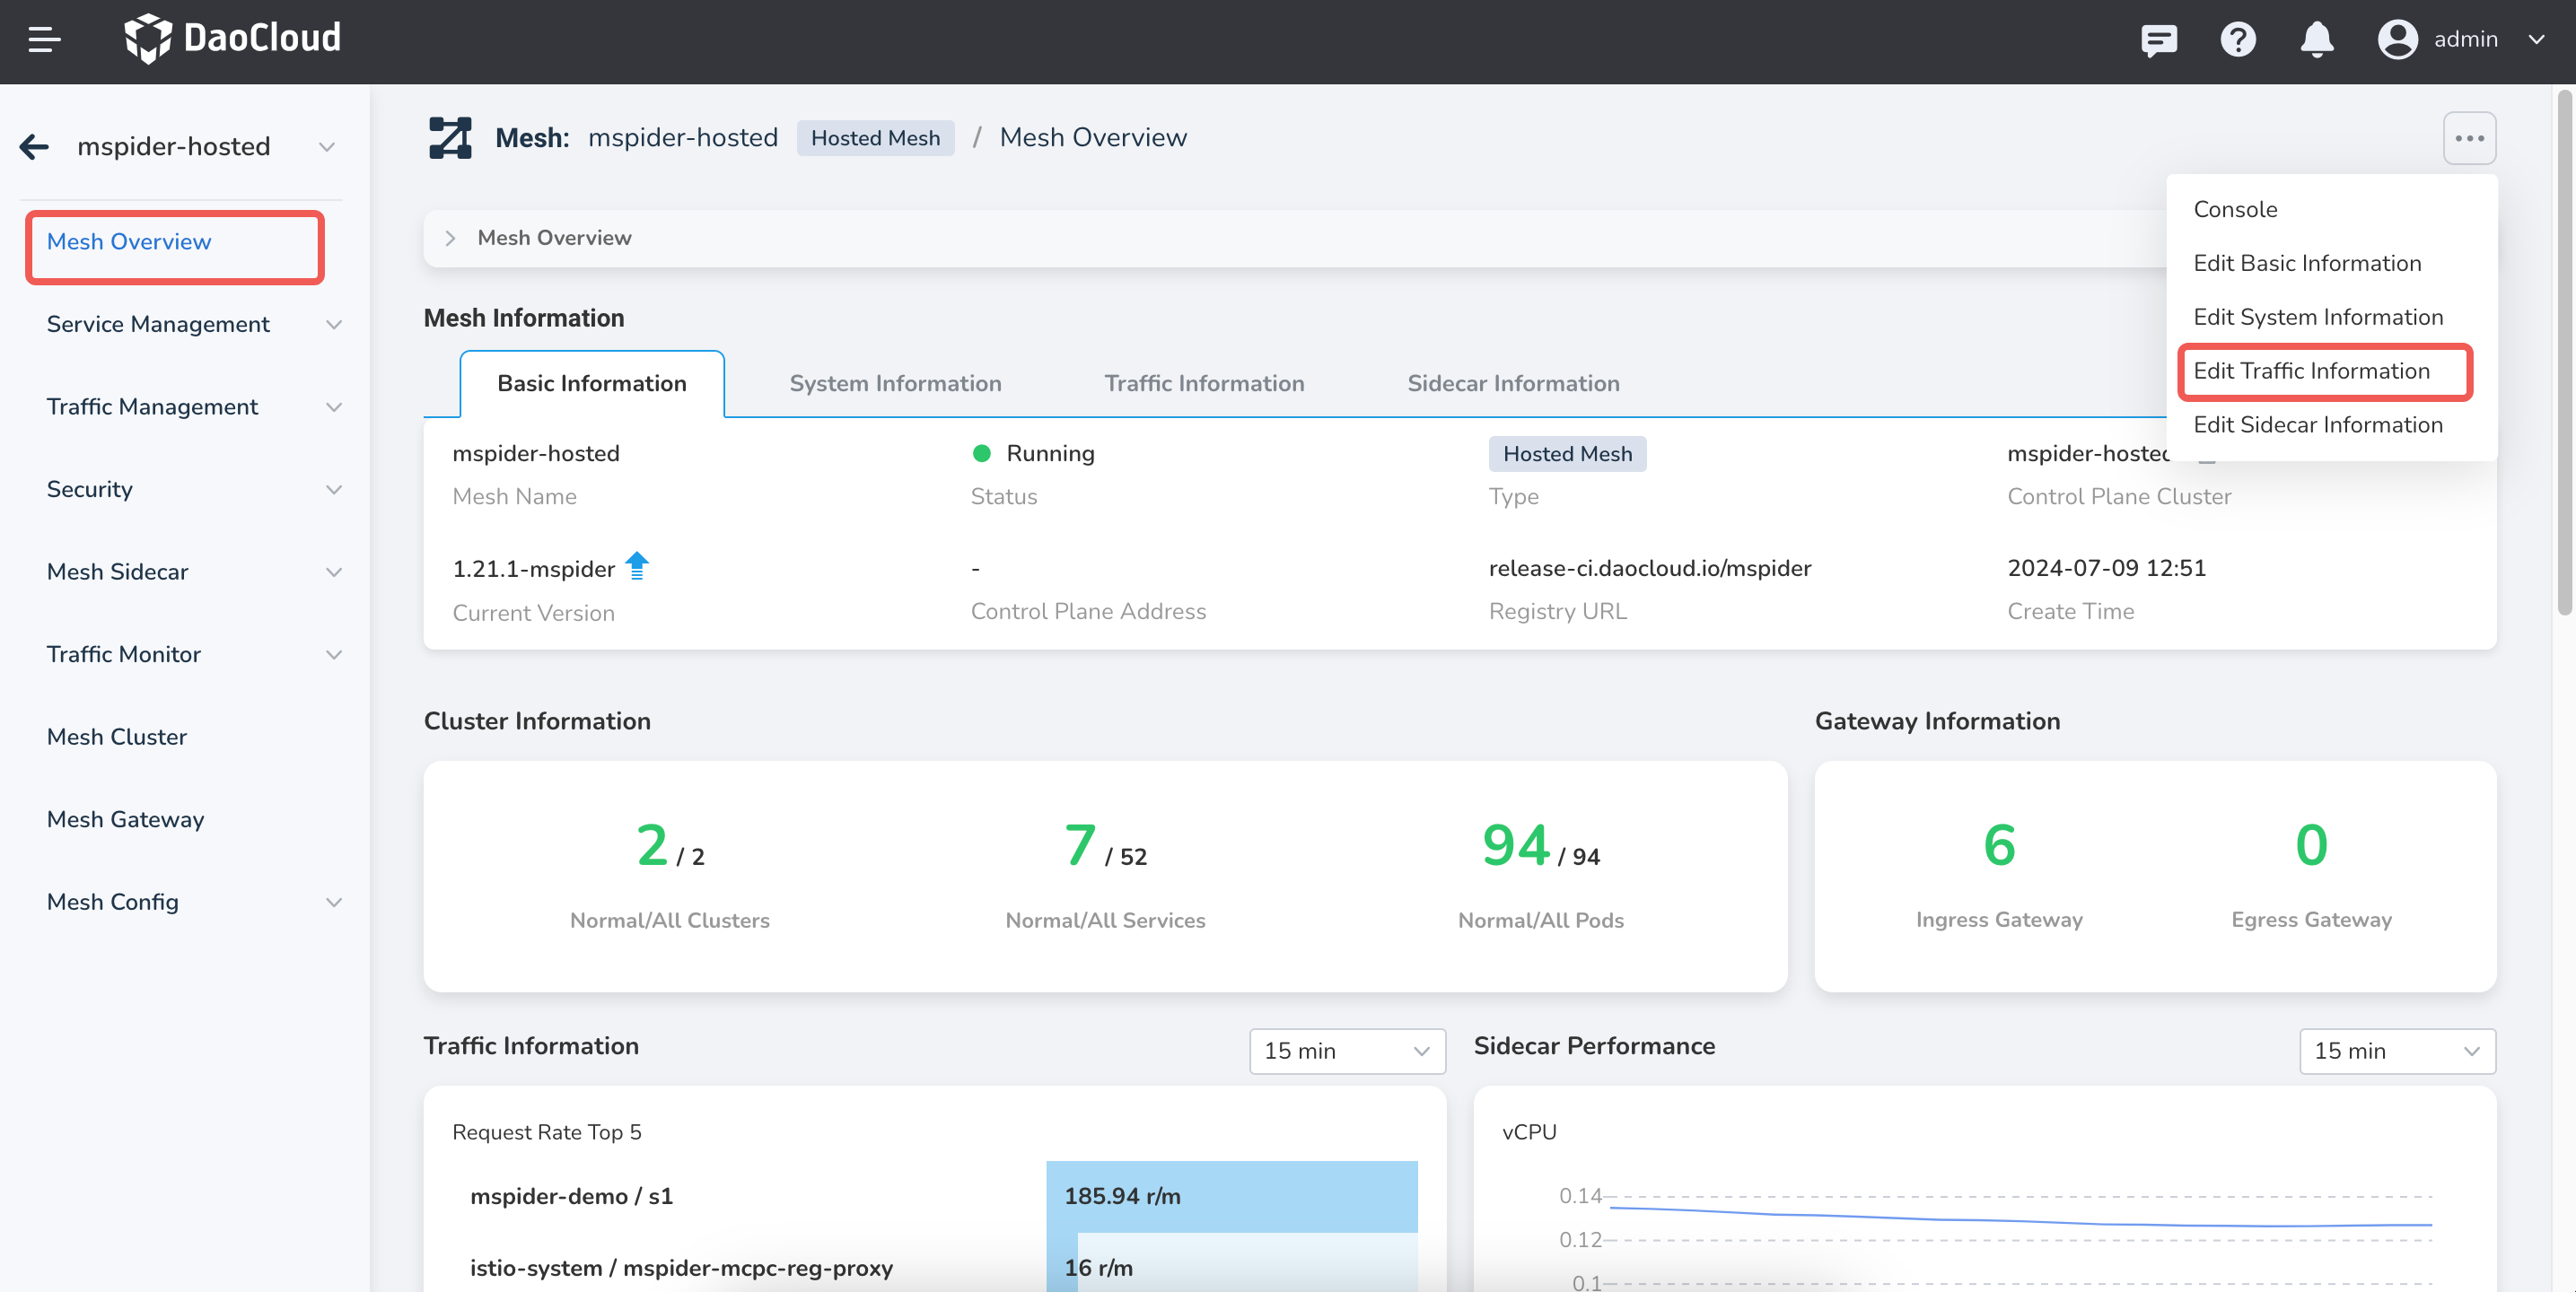 DaoCloud
admin
mspider-hosted
Mesh Overview
Service Management
Traffic Management
Security
Mesh Sidecar
Traffic Monitor
Mesh Cluster
Mesh Gateway
Mesh Config
Mesh: mspider-hosted Hosted Mesh / Mesh Overview
Console
Edit Basic Information
Edit System Information
Edit Traffic Information
Edit Sidecar Information
Mesh Overview
Mesh Information
Basic Information System Information Traffic Information Sidecar Information
mspider-hosted Running Hosted Mesh mspider-hosted
Mesh Name Status Type Control Plane Cluster
1.21.1-mspider - release-ci.daocloud.io/mspider 2024-07-09 12:51
Current Version Control Plane Address Registry URL Create Time
Cluster Information
2 / 2 7 / 52 94 / 94
Normal/All Clusters Normal/All Services Normal/All Pods
Gateway Information
6 0
Ingress Gateway Egress Gateway
Traffic Information 15 min
Request Rate Top 5
mspider-demo / s1 185.94 r/m
istio-system / mspider-mcpc-reg-proxy 16 r/m
Sidecar Performance 15 min
vCPU
0.14
0.12
0.1